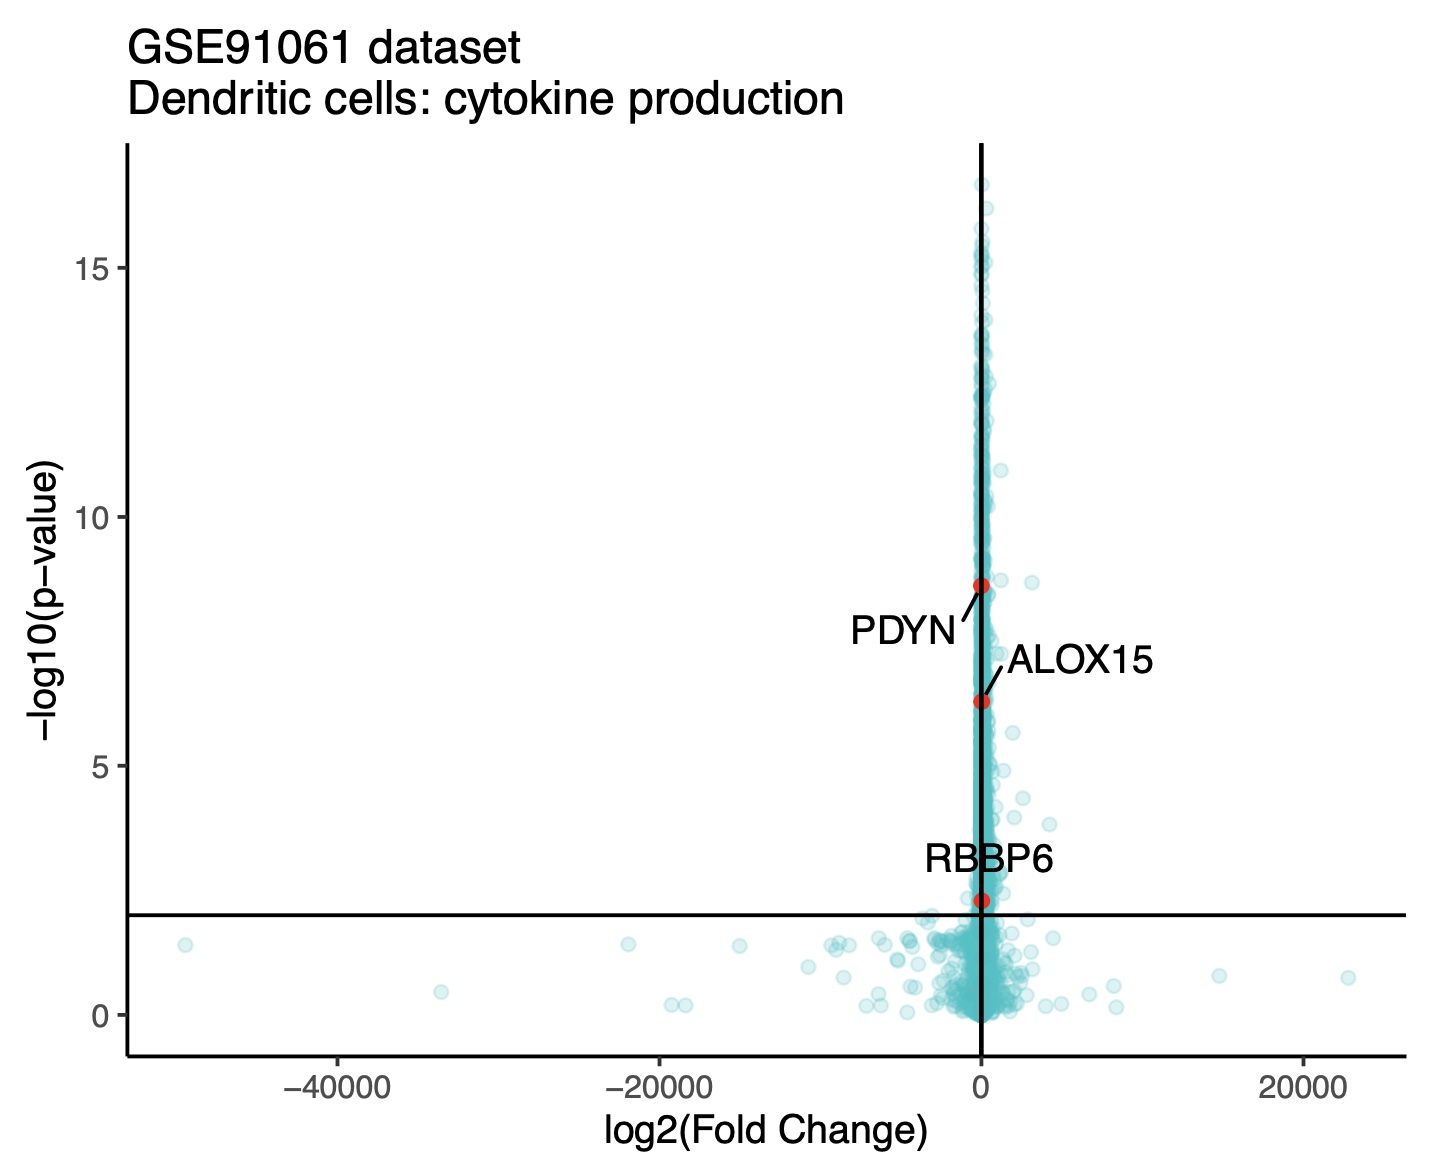 GSE91061 dataset
Dendritic cells: cytokine production
−log10(p−value)
15
10
5
0
PDYN
ALOX15
RBBP6
−40000
−20000
0
20000
log2(Fold Change)